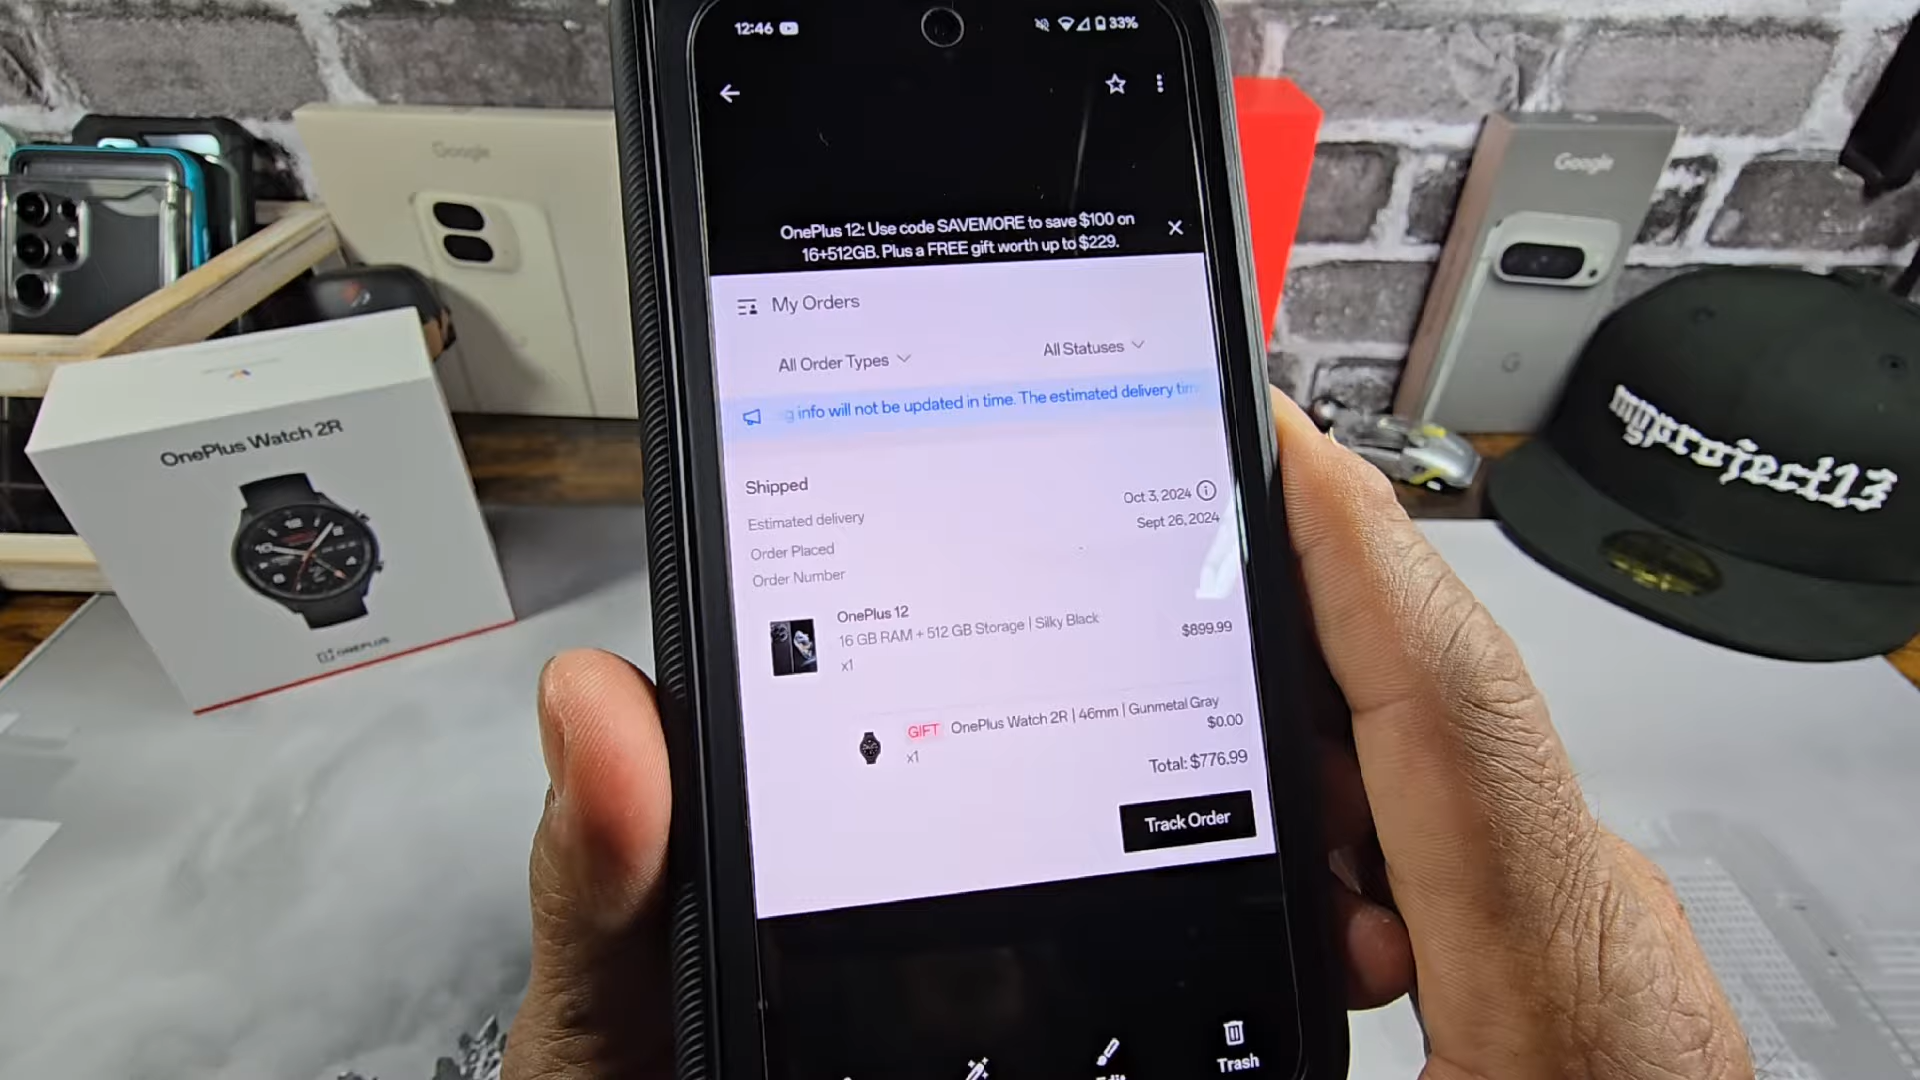 12:46
33%
OnePlus 12: Use code SAVEMORE to save $100 on
16+512GB. Plus a FREE gift worth up to $229.
My Orders
All Order Types
All Statuses
g info will not be updated in time. The estimated delivery tim
Shipped
Estimated delivery
Oct 3, 2024
Order Placed
Sept 26, 2024
Order Number
OnePlus 12
16 GB RAM + 512 GB Storage | Silky Black
$899.99
x1
GIFT OnePlus Watch 2R | 46mm | Gunmetal Gray
$0.00
x1
Total: $776.99
Track Order
Trash
Google
OnePlus Watch 2R
ONEPLUS
Google
myproject13